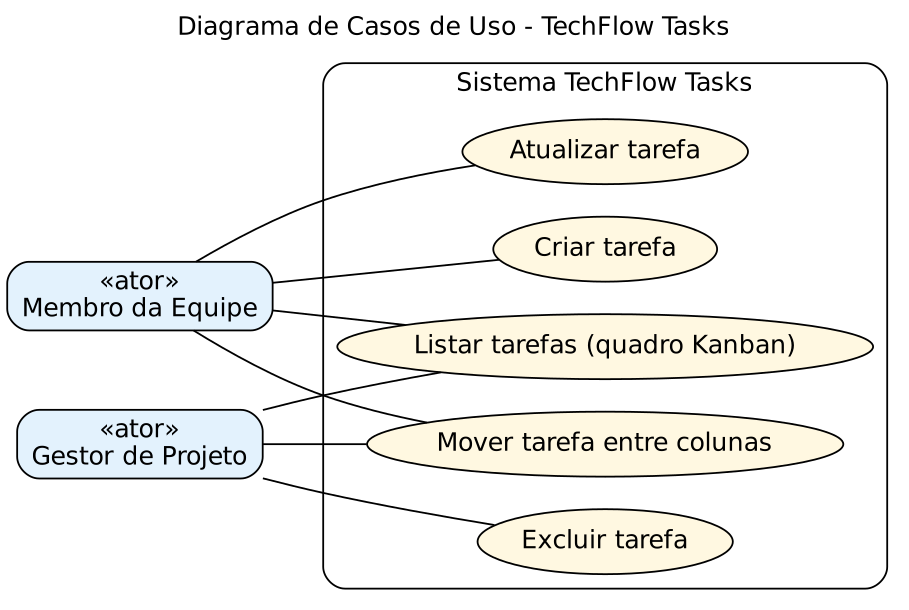 Diagrama de Casos de Uso - TechFlow Tasks
Sistema TechFlow Tasks
Atualizar tarefa
Criar tarefa
«ator»
Membro da Equipe
Listar tarefas (quadro Kanban)
«ator»
Gestor de Projeto
Mover tarefa entre colunas
Excluir tarefa